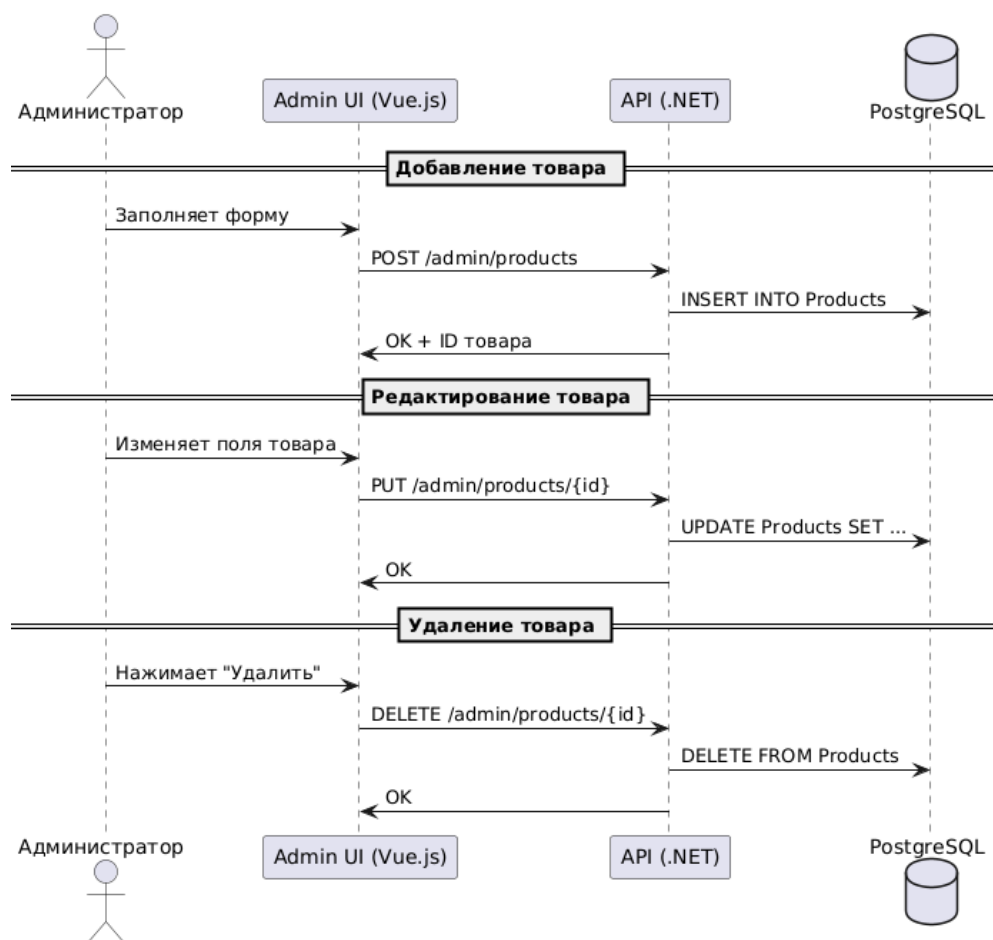 Администратор
Admin UI (Vue.js)
API (.NET)
PostgreSQL
Добавление товара
Заполняет форму
POST /admin/products
INSERT INTO Products
OK + ID товара
Редактирование товара
Изменяет поля товара
PUT /admin/products/{id}
UPDATE Products SET ...
OK
Удаление товара
Нажимает "Удалить"
DELETE /admin/products/{id}
DELETE FROM Products
OK
Администратор
Admin UI (Vue.js)
API (.NET)
PostgreSQL